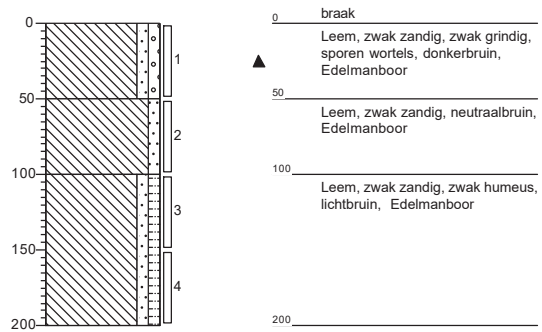 0
50
100
150
200
1
2
3
4
0
braak
Leem, zwak zandig, zwak grindig,
sporen wortels, donkerbruin,
Edelmanboor
50
Leem, zwak zandig, neutraalbruin,
Edelmanboor
100
Leem, zwak zandig, zwak humeus,
lichtbruin, Edelmanboor
200